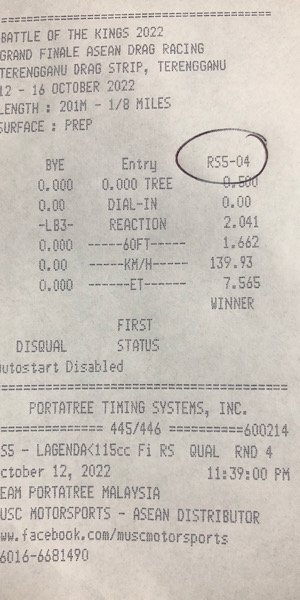 BATTLE OF THE KINGS 2022
GRAND FINALE ASEAN DRAG RACING
TERENGGANU DRAG STRIP, TERENGGANU
12 - 16 OCTOBER 2022
LENGTH : 201M - 1/8 MILES
SURFACE : PREP
BYE Entry RS5-04
0.000 0.000 TREE 0.500
0.00 DIAL-IN 0.00
-LB3- REACTION 2.041
0.000 ------60FT------ 1.662
0.00 ------KM/H------ 139.93
0.000 -------ET------- 7.565
WINNER
FIRST
DISQUAL STATUS
Autostart Disabled
PORTATREE TIMING SYSTEMS, INC.
============== 445/446 ===========600214
S5 - LAGENDA<115cc Fi RS QUAL RND 4
ctober 12, 2022 11:39:00 PM
EAM PORTATREE MALAYSIA
USC MOTORSPORTS - ASEAN DISTRIBUTOR
ww.facebook.com/muscmotorsports
6016-6681490